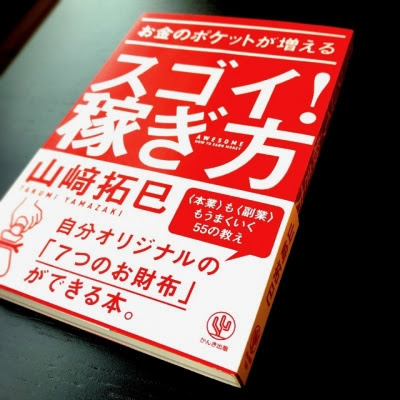 お金のポケットが増える
スゴイ!
稼ぎ方
AWESOME
HOW TO EARN MONEY
山﨑拓巳
TAKUMI YAMAZAKI
〈本業〉も〈副業〉
もうまくいく
55の教え
自分オリジナルの
「7つのお財布」
ができる本。
かんき出版